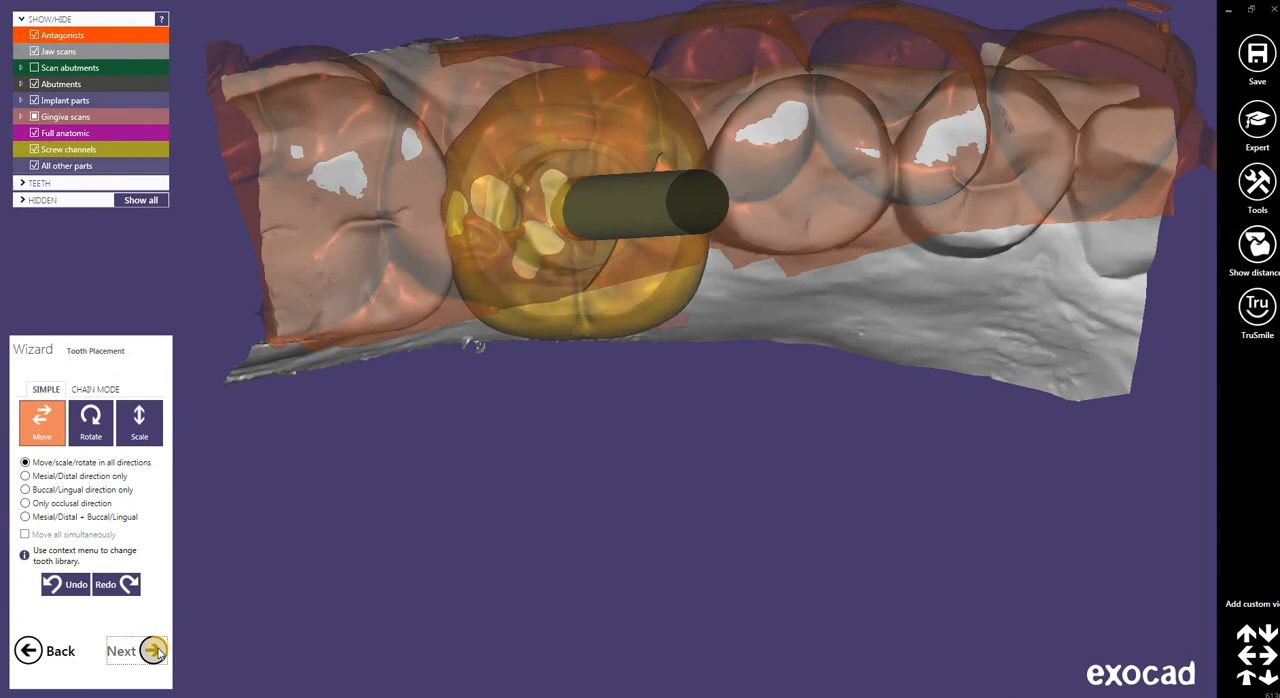 SHOW/HIDE ?
Antagonists
Jaw scans
Scan abutments
Abutments
Implant parts
Gingiva scans
Full anatomic
Screw channels
All other parts
TEETH
HIDDEN Show all
Wizard Tooth Placement
SIMPLE CHAIN MODE
Move Rotate Scale
Move/scale/rotate in all directions
Mesial/Distal direction only
Buccal/Lingual direction only
Only occlusal direction
Mesial/Distal + Buccal/Lingual
Move all simultaneously
Use context menu to change
tooth library.
Undo Redo
Back Next
Save
Expert
Tools
Show distanc
Tru
TruSmile
Add custom vi
exocad